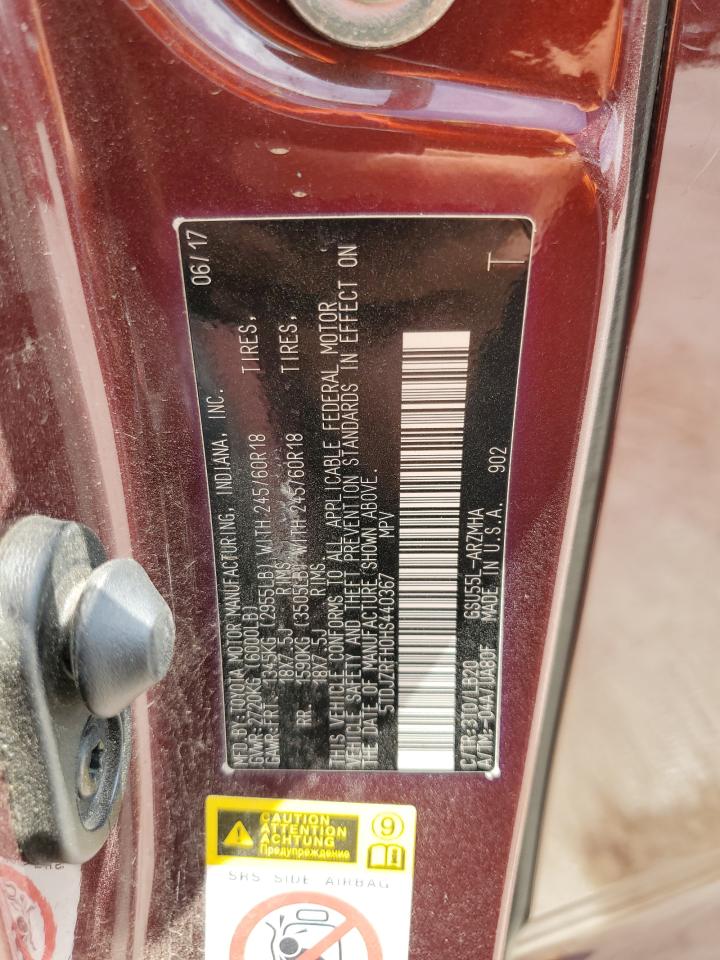 MFD.BY:TOYOTA MOTOR MANUFACTURING, INDIANA, INC. 06/17
GVWR: 2720KG (6000LB)
GAWR:FRT 1345KG (2955LB) WITH 245/60R18 TIRES,
18X7.5J RIMS
RR 1590KG (3505LB) WITH 245/60R18 TIRES,
18X7.5J RIMS
THIS VEHICLE CONFORMS TO ALL APPLICABLE FEDERAL MOTOR
VEHICLE SAFETY AND THEFT PREVENTION STANDARDS IN EFFECT ON
THE DATE OF MANUFACTURE SHOWN ABOVE.
5TDJZRFH0HS440367 MPV
C/TR:3T0/LB20 GSU55L-ARZMHA 902
A/TM: MADE IN U.S.A.
T
CAUTION
ATTENTION
ACHTUNG
Предупреждение
9
SRS SIDE AIRBAG